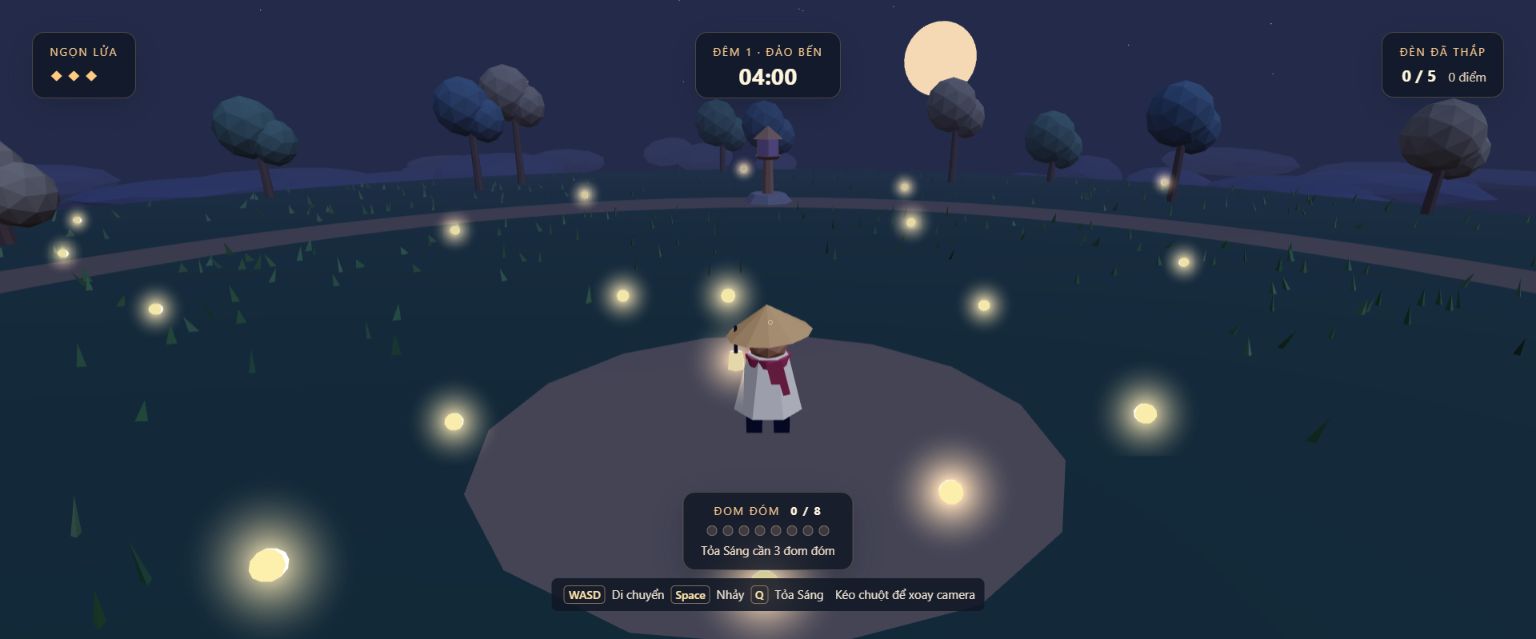 NGỌN LỬA
ĐÊM 1 · ĐẢO BẾN
04:00
ĐÈN ĐÃ THẮP
0 / 5 0 điểm
ĐOM ĐÓM 0 / 8
Tỏa Sáng cần 3 đom đóm
WASD Di chuyển Space Nhảy Q Tỏa Sáng Kéo chuột để xoay camera